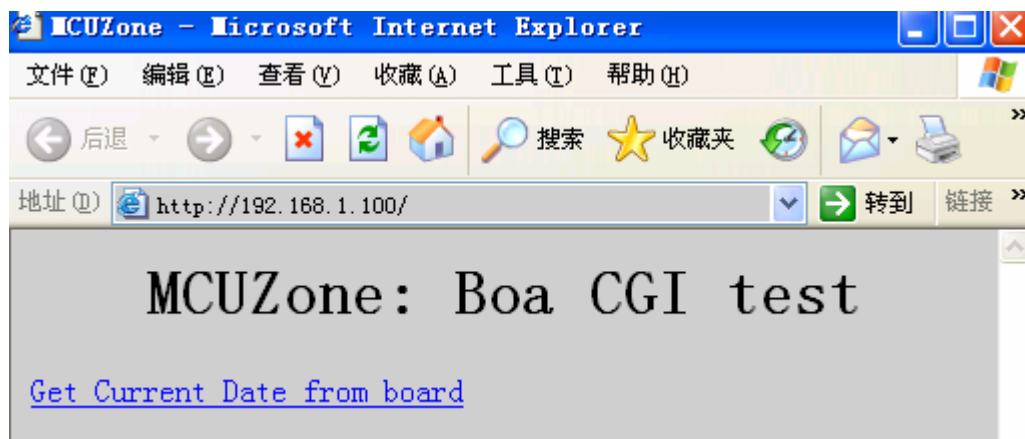 MCUZone - Microsoft Internet Explorer
文件(F) 编辑(E) 查看(V) 收藏(A) 工具(T) 帮助(H)
后退 搜索 收藏夹 »
地址(D) http://192.168.1.100/ 转到 链接 »
MCUZone: Boa CGI test
Get Current Date from board